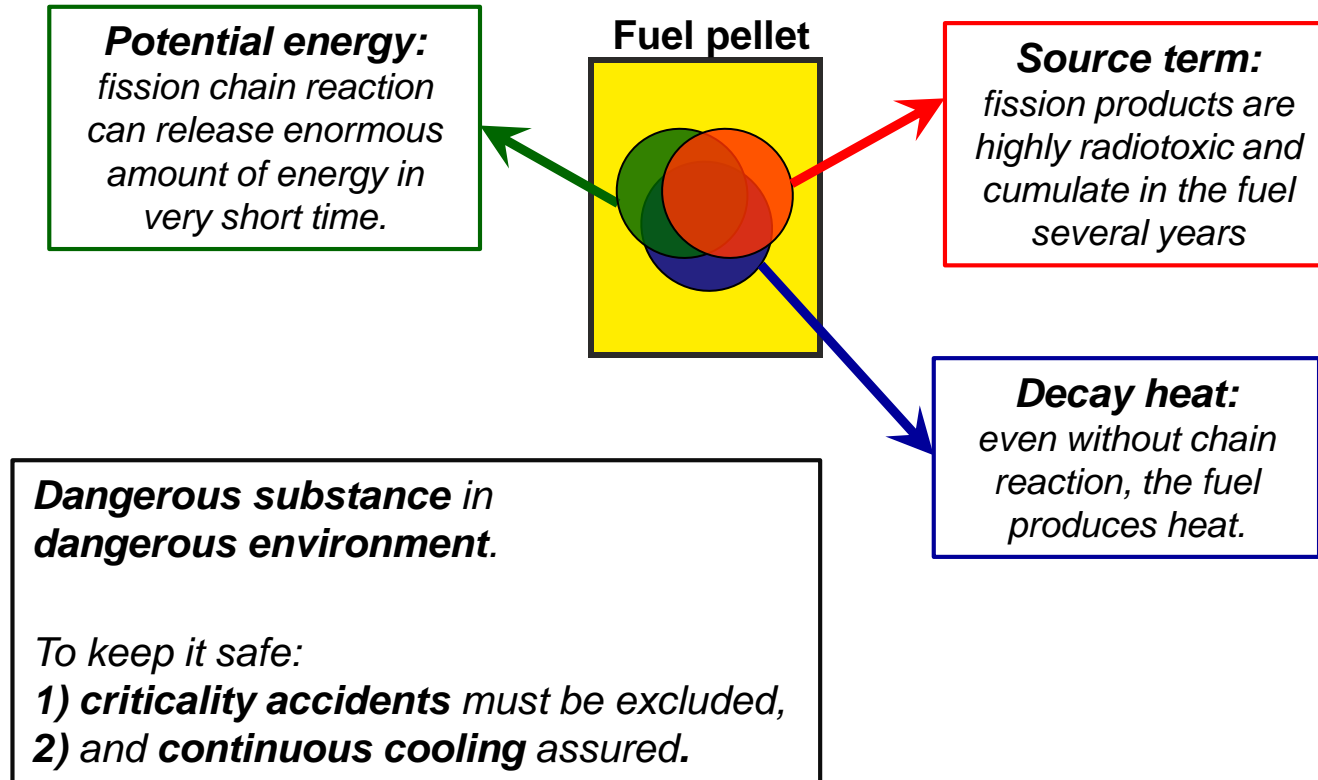 Potential energy:
fission chain reaction
can release enormous
amount of energy in
very short time.
Fuel pellet
Source term:
fission products are
highly radiotoxic and
cumulate in the fuel
several years
Decay heat:
even without chain
reaction, the fuel
produces heat.
Dangerous substance in
dangerous environment.
To keep it safe:
1) criticality accidents must be excluded,
2) and continuous cooling assured.